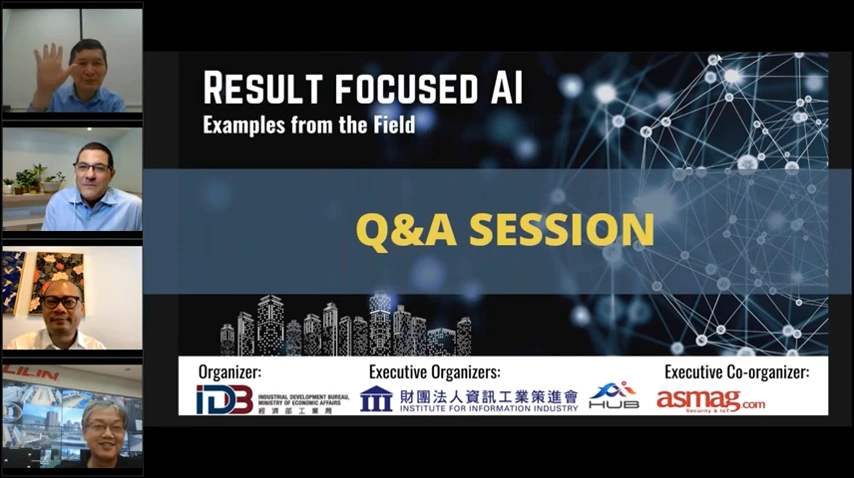 RESULT FOCUSED AI
Examples from the Field
Q&A SESSION
Organizer:
IDB
INDUSTRIAL DEVELOPMENT BUREAU,
MINISTRY OF ECONOMIC AFFAIRS
經濟部工業局
Executive Organizers:
財團法人資訊工業策進會
INSTITUTE FOR INFORMATION INDUSTRY
HUB
Executive Co-organizer:
asmag.com
Security & IoT